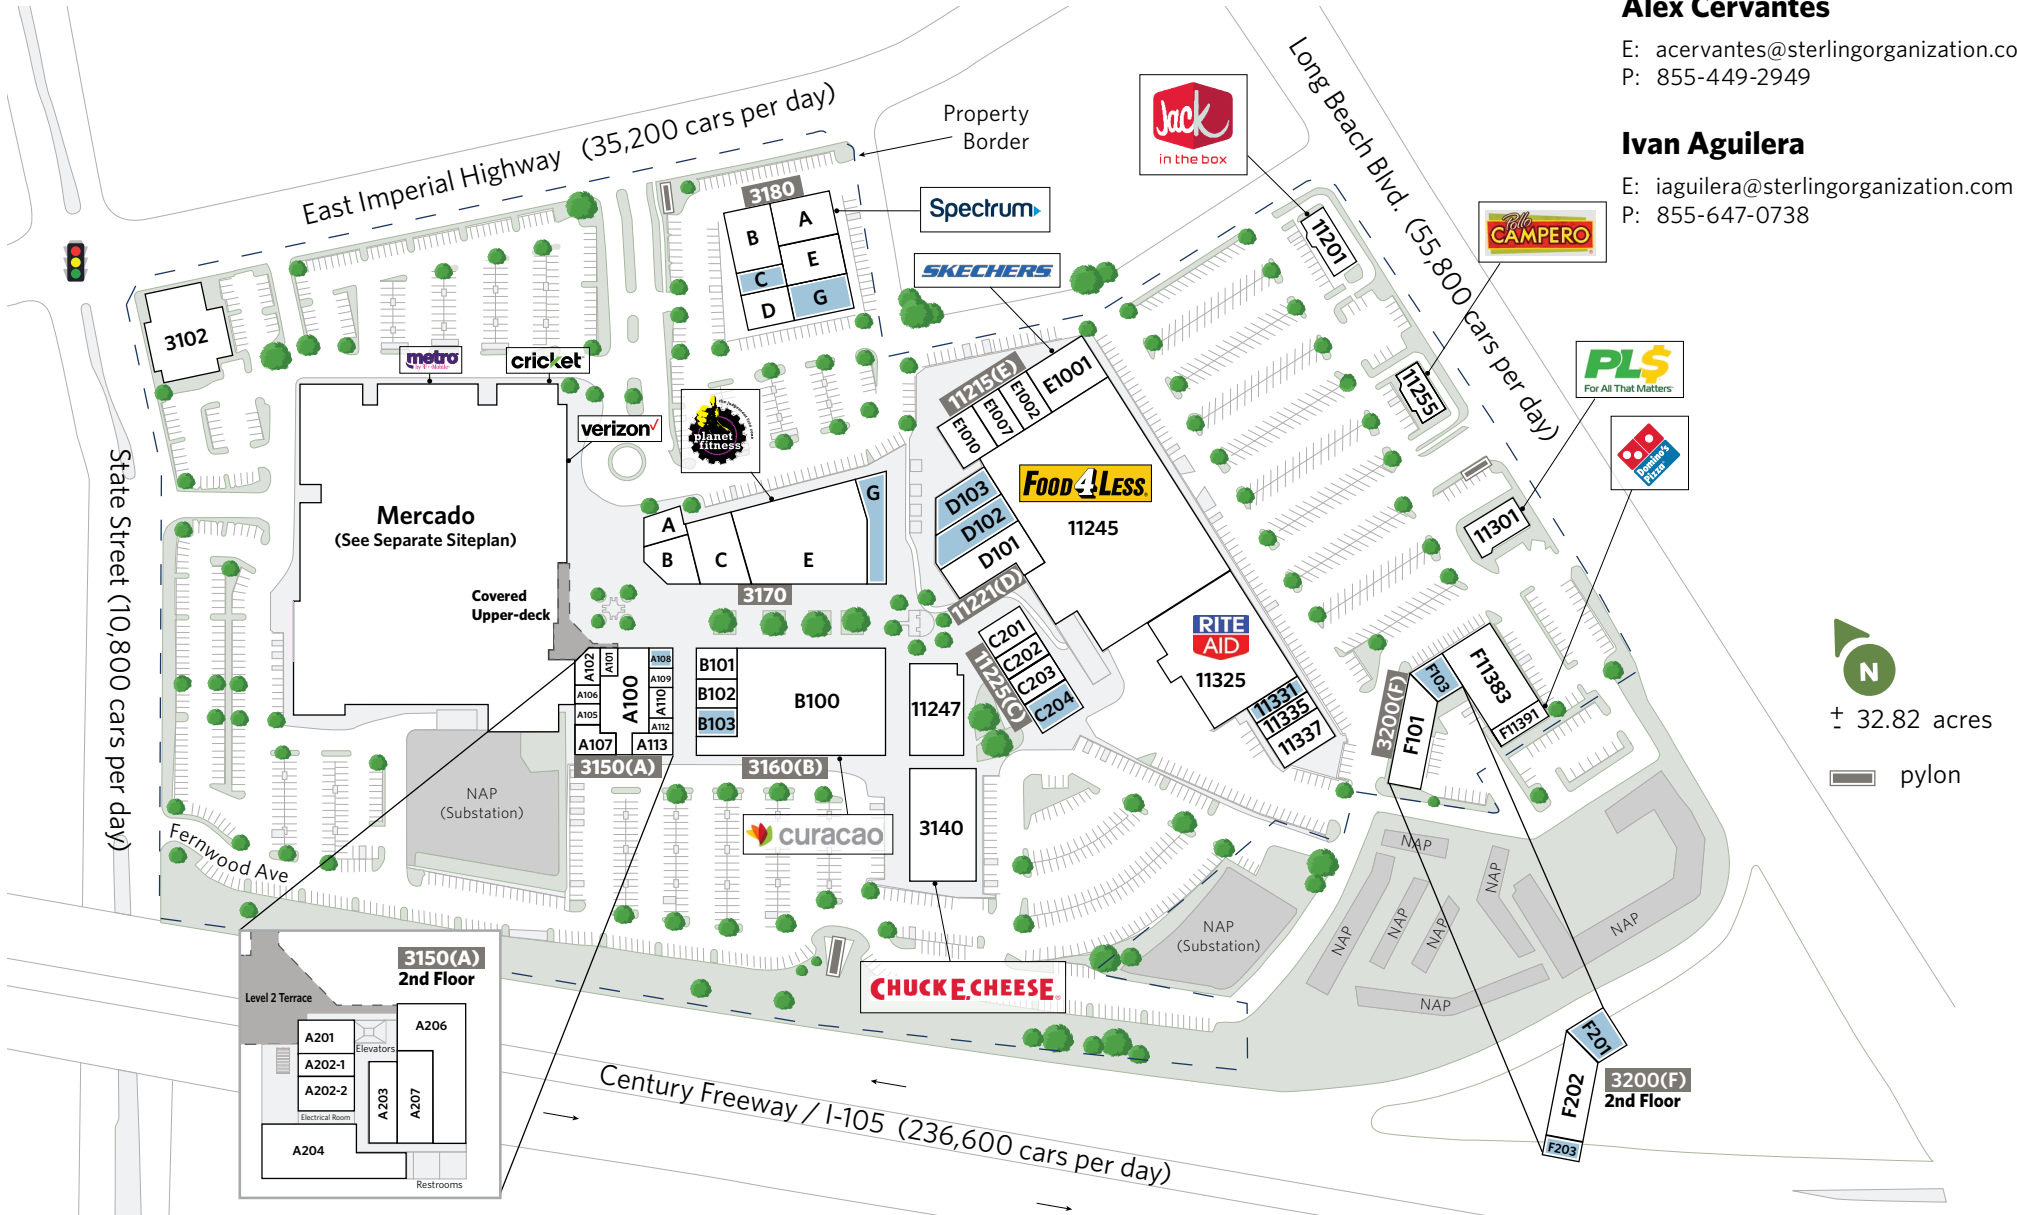 Alex Cervantes
E: acervantes@sterlingorganization.co
P: 855-449-2949
Ivan Aguilera
E: iaguilera@sterlingorganization.com
P: 855-647-0738
East Imperial Highway (35,200 cars per day)
Property
Border
Long Beach Blvd. (55,800 cars per day)
State Street (10,800 cars per day)
Fernwood Ave
Century Freeway / I-105 (236,600 cars per day)
Jack
in the box
Pollo
CAMPERO
PL$
For All That Matters
Domino's
Pizza
Spectrum
SKECHERS
metro
by T-Mobile
cricket
verizon
planet
fitness
3180
A
B
C
D
E
G
3102
Mercado
(See Separate Siteplan)
Covered
Upper-deck
A
B
C
E
G
3170
11215(E)
E1001
E1002
E1007
E1010
FOOD 4 LESS
11245
D103
D102
D101
11221(D)
C201
C202
C203
C204
11225(C)
RITE
AID
11325
11331
11335
11337
11201
11255
11301
3200(F)
F103
F101
F11383
F11391
A102
A101
A106
A105
A107
A100
A108
A109
A110
A112
A113
3150(A)
B101
B102
B103
B100
3160(B)
11247
3140
curacao
CHUCK E. CHEESE
NAP
(Substation)
NAP
(Substation)
NAP
NAP
NAP
NAP
NAP
NAP
NAP
N
± 32.82 acres
pylon
3150(A)
2nd Floor
Level 2 Terrace
A201
A202-1
A202-2
Electrical Room
Elevators
A206
A203
A207
A204
Restrooms
F201
F202
F203
3200(F)
2nd Floor